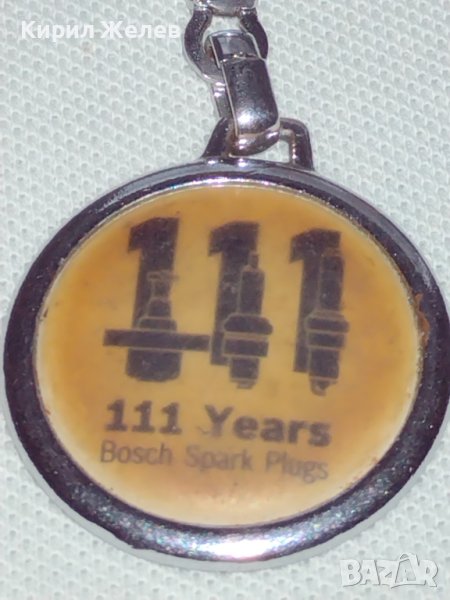 Кирил Желев
111
111 Years
Bosch Spark Plugs
BAZAR